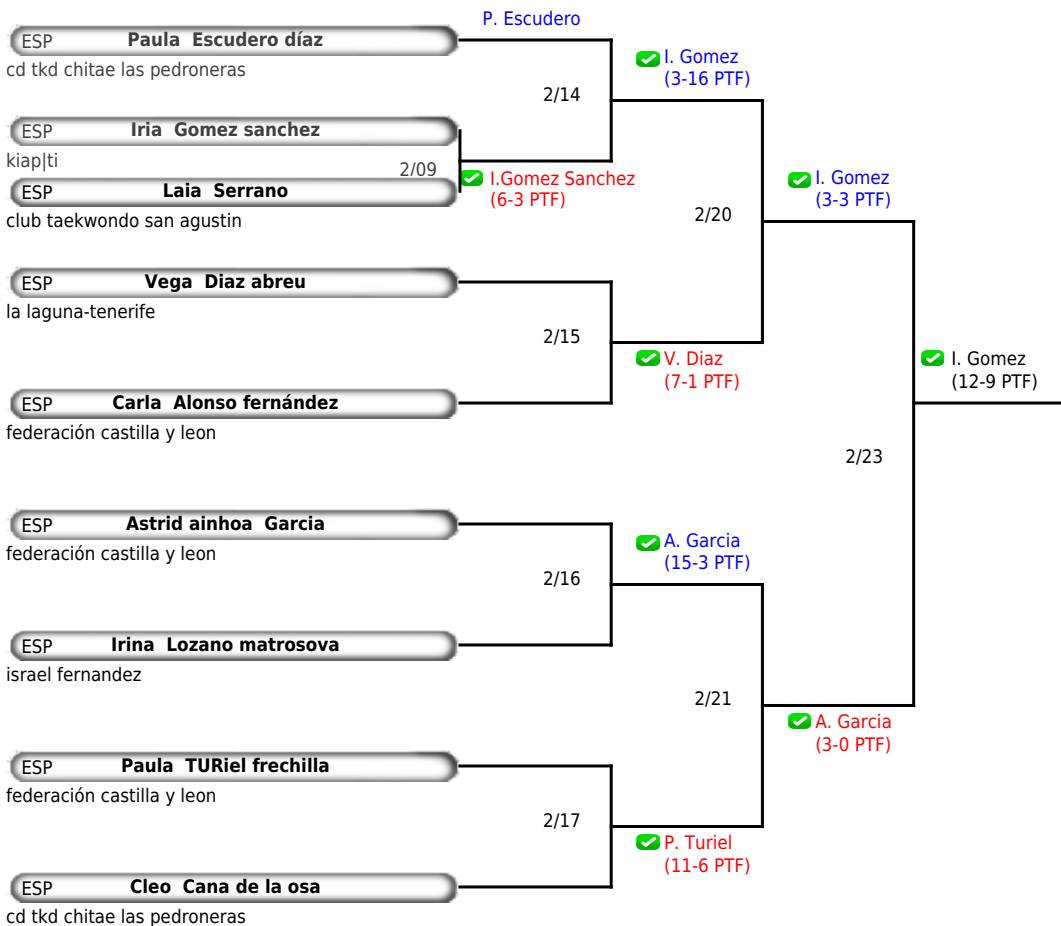 P. Escudero
ESP Paula Escudero díaz
cd tkd chitae las pedroneras
I. Gomez
(3-16 PTF)
2/14
ESP Iria Gomez sanchez
kiap|ti
2/09
I.Gomez Sanchez
(6-3 PTF)
ESP Laia Serrano
club taekwondo san agustin
I. Gomez
(3-3 PTF)
2/20
ESP Vega Diaz abreu
la laguna-tenerife
2/15
V. Diaz
(7-1 PTF)
ESP Carla Alonso fernández
federación castilla y leon
I. Gomez
(12-9 PTF)
2/23
ESP Astrid ainhoa Garcia
federación castilla y leon
A. Garcia
(15-3 PTF)
2/16
ESP Irina Lozano matrosova
israel fernandez
2/21
A. Garcia
(3-0 PTF)
ESP Paula TURiel frechilla
federación castilla y leon
2/17
P. Turiel
(11-6 PTF)
ESP Cleo Cana de la osa
cd tkd chitae las pedroneras